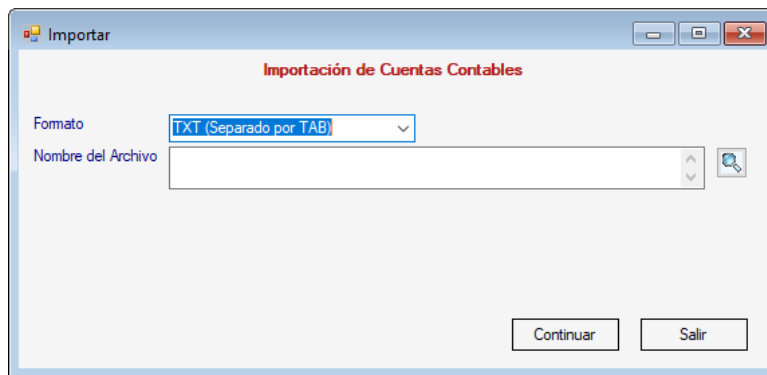 Importar
Importación de Cuentas Contables
Formato
TXT (Separado por TAB)
Nombre del Archivo
Continuar
Salir